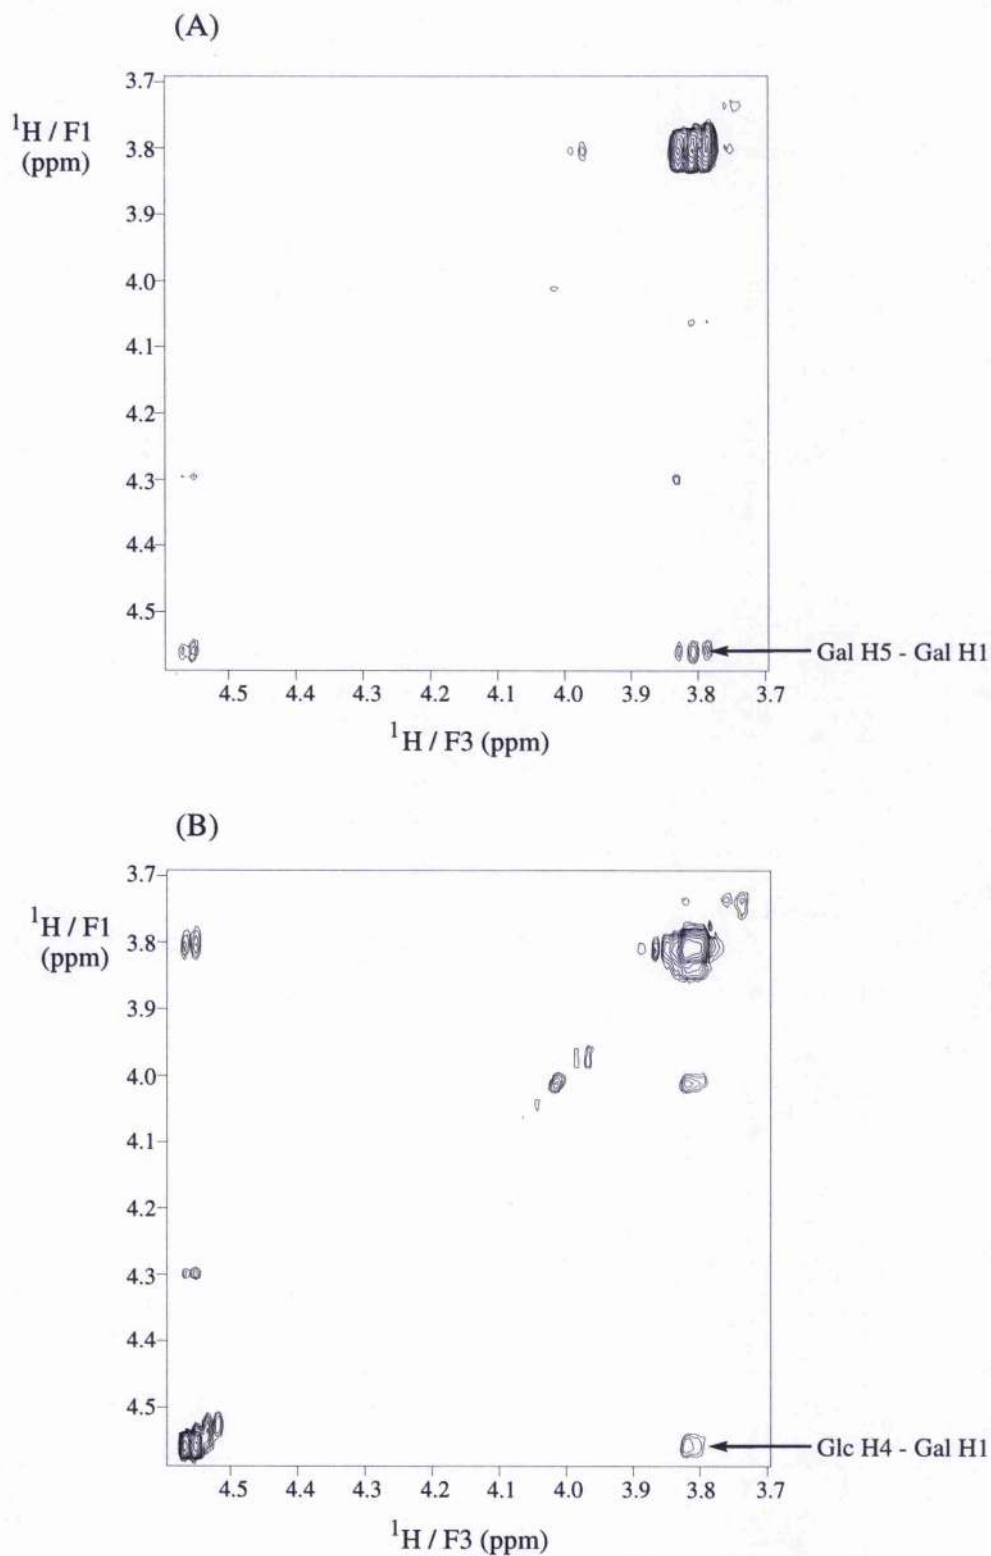 (A)
3.7
¹H / F1
(ppm)
3.8
3.9
4.0
4.1
4.2
4.3
4.4
4.5
Gal H5 - Gal H1
4.5 4.4 4.3 4.2 4.1 4.0 3.9 3.8 3.7
¹H / F3 (ppm)
(B)
3.7
¹H / F1
(ppm)
3.8
3.9
4.0
4.1
4.2
4.3
4.4
4.5
Glc H4 - Gal H1
4.5 4.4 4.3 4.2 4.1 4.0 3.9 3.8 3.7
¹H / F3 (ppm)